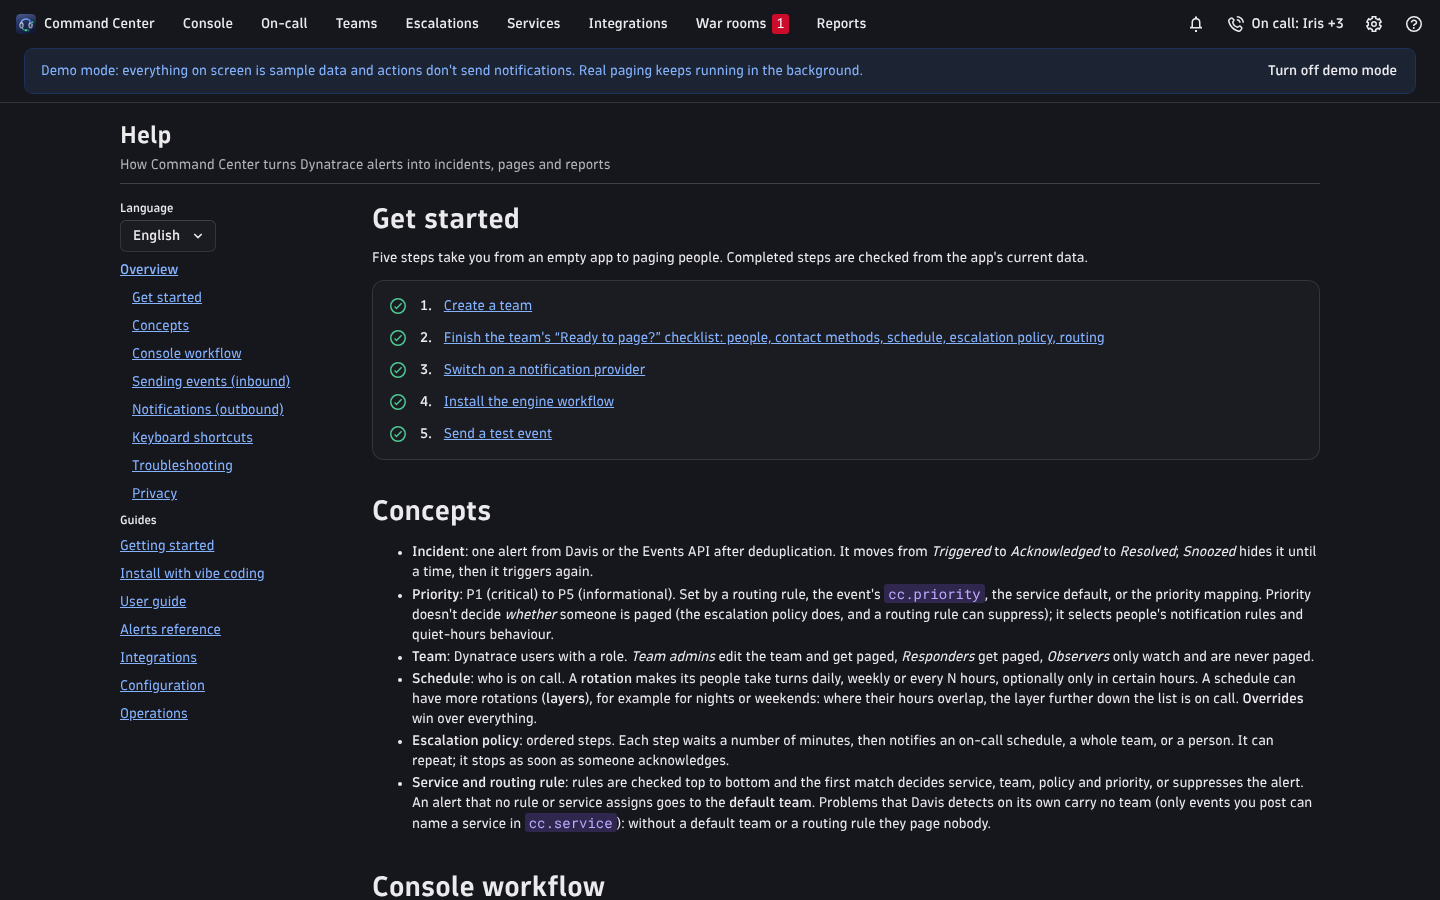 Command Center Console On-call Teams Escalations Services Integrations War rooms 1 Reports On call: Iris +3
Demo mode: everything on screen is sample data and actions don't send notifications. Real paging keeps running in the background. Turn off demo mode
Help
How Command Center turns Dynatrace alerts into incidents, pages and reports
Language
English
Overview
Get started
Concepts
Console workflow
Sending events (inbound)
Notifications (outbound)
Keyboard shortcuts
Troubleshooting
Privacy
Guides
Getting started
Install with vibe coding
User guide
Alerts reference
Integrations
Configuration
Operations
Get started
Five steps take you from an empty app to paging people. Completed steps are checked from the app's current data.
1. Create a team
2. Finish the team's “Ready to page?” checklist: people, contact methods, schedule, escalation policy, routing
3. Switch on a notification provider
4. Install the engine workflow
5. Send a test event
Concepts
• Incident: one alert from Davis or the Events API after deduplication. It moves from Triggered to Acknowledged to Resolved; Snoozed hides it until
a time, then it triggers again.
• Priority: P1 (critical) to P5 (informational). Set by a routing rule, the event's cc.priority, the service default, or the priority mapping. Priority
doesn't decide whether someone is paged (the escalation policy does, and a routing rule can suppress); it selects people's notification rules and
quiet-hours behaviour.
• Team: Dynatrace users with a role. Team admins edit the team and get paged, Responders get paged, Observers only watch and are never paged.
• Schedule: who is on call. A rotation makes its people take turns daily, weekly or every N hours, optionally only in certain hours. A schedule can
have more rotations (layers), for example for nights or weekends: where their hours overlap, the layer further down the list is on call. Overrides
win over everything.
• Escalation policy: ordered steps. Each step waits a number of minutes, then notifies an on-call schedule, a whole team, or a person. It can
repeat; it stops as soon as someone acknowledges.
• Service and routing rule: rules are checked top to bottom and the first match decides service, team, policy and priority, or suppresses the alert.
An alert that no rule or service assigns goes to the default team. Problems that Davis detects on its own carry no team (only events you post can
name a service in cc.service): without a default team or a routing rule they page nobody.
Console workflow